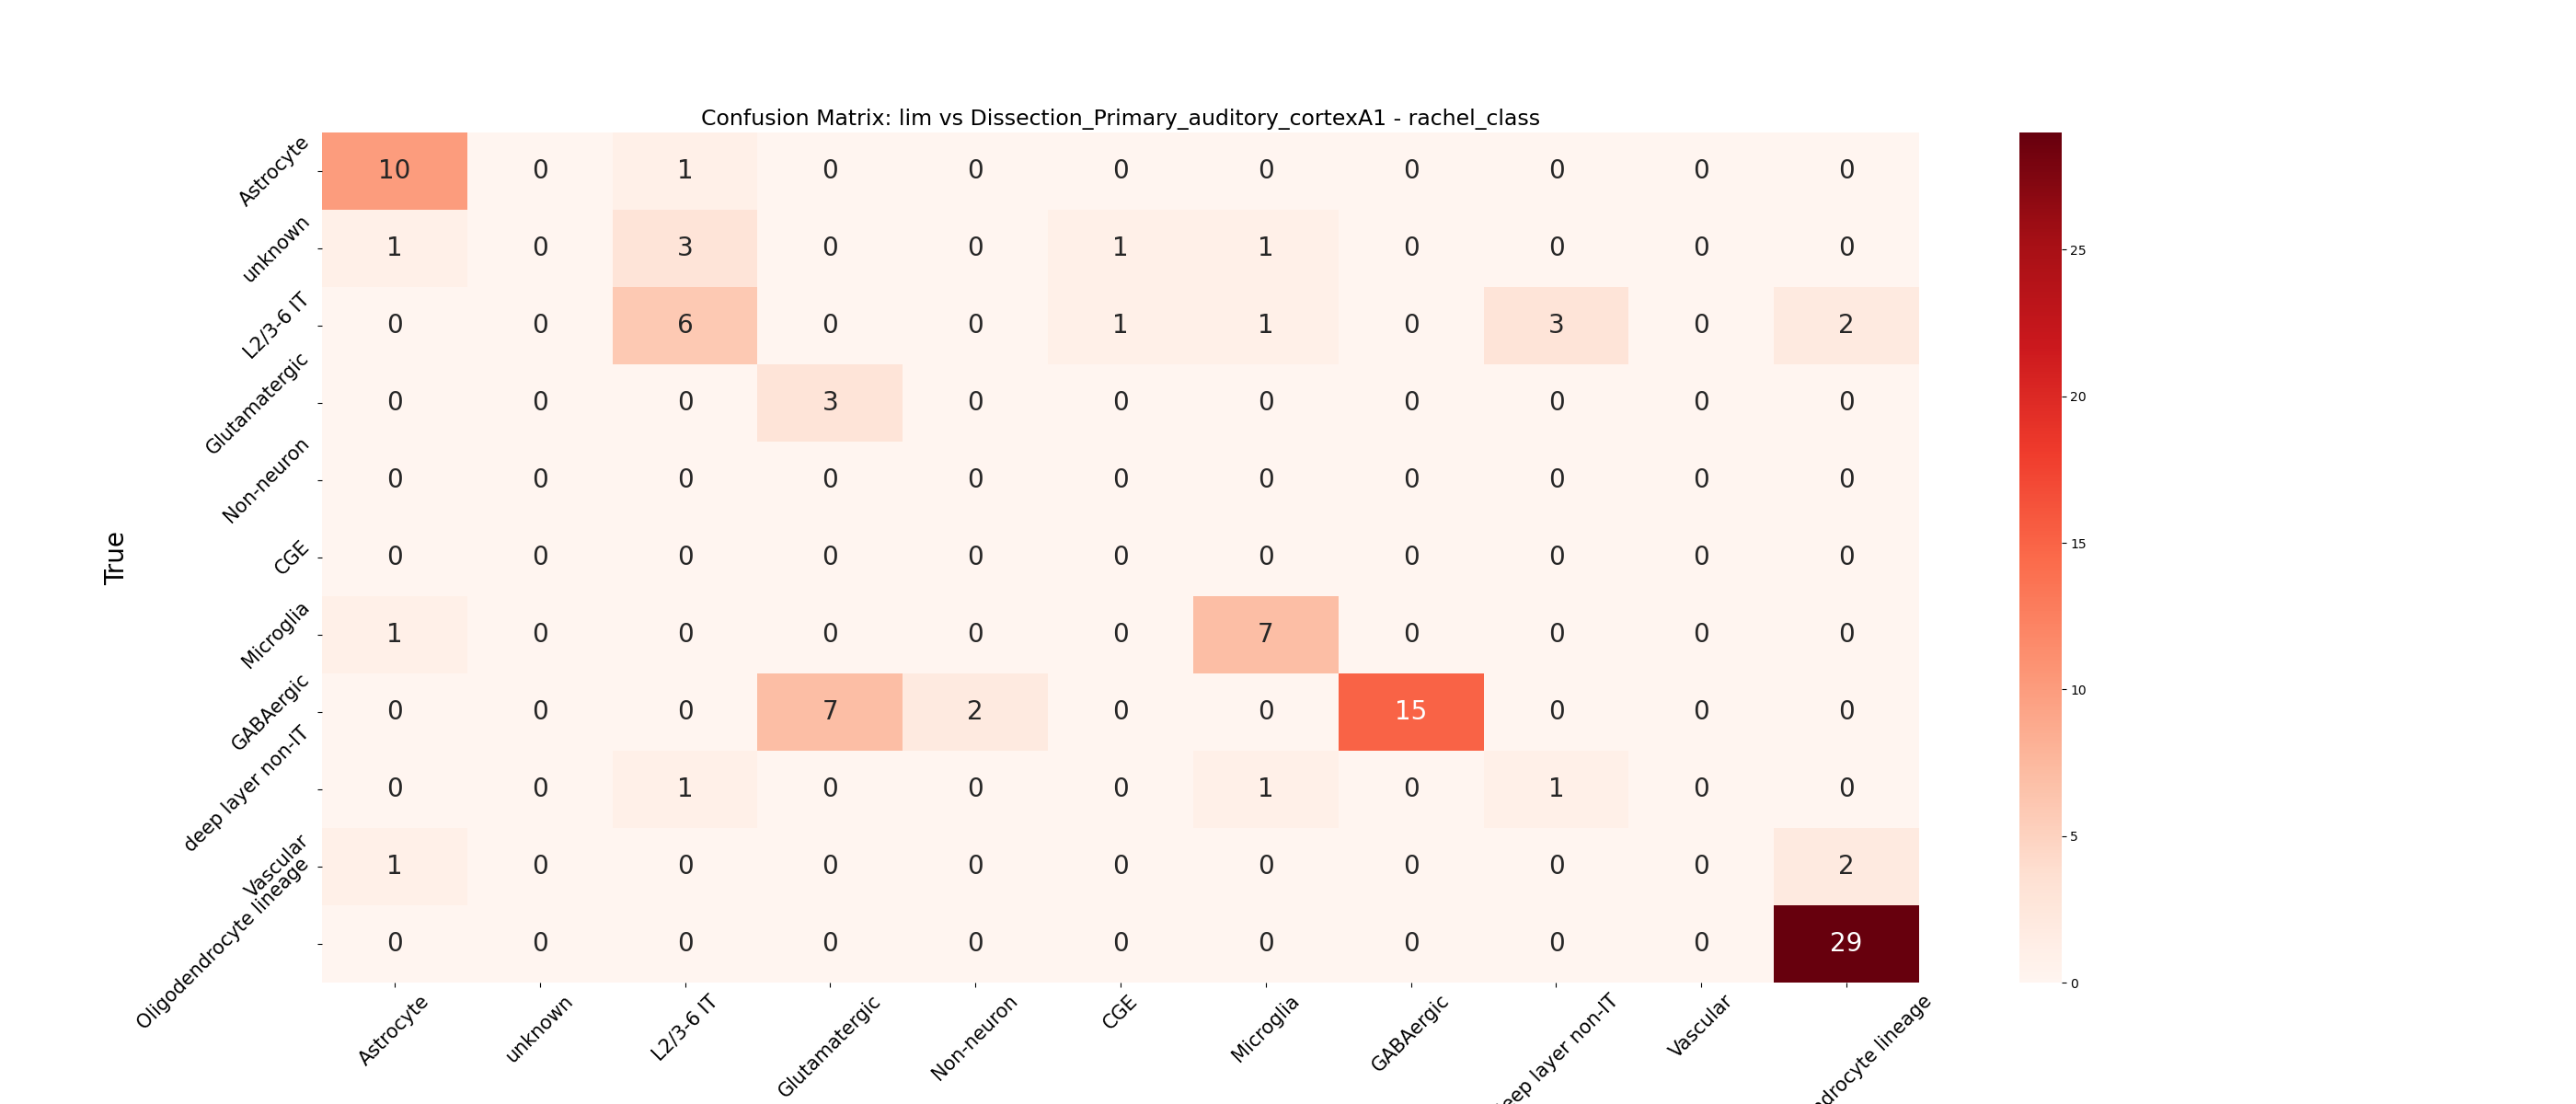 Confusion Matrix: lim vs Dissection_Primary_auditory_cortexA1 - rachel_class
True
Astrocyte 10 0 1 0 0 0 0 0 0 0 0
unknown 1 0 3 0 0 1 1 0 0 0 0
L2/3-6 IT 0 0 6 0 0 1 1 0 3 0 2
Glutamatergic 0 0 0 3 0 0 0 0 0 0 0
Non-neuron 0 0 0 0 0 0 0 0 0 0 0
CGE 0 0 0 0 0 0 0 0 0 0 0
Microglia 1 0 0 0 0 0 7 0 0 0 0
GABAergic 0 0 0 7 2 0 0 15 0 0 0
deep layer non-IT 0 0 1 0 0 0 1 0 1 0 0
Vascular 1 0 0 0 0 0 0 0 0 0 2
Oligodendrocyte lineage 0 0 0 0 0 0 0 0 0 0 29
Astrocyte unknown L2/3-6 IT Glutamatergic Non-neuron CGE Microglia GABAergic layer non-IT Vascular lineage
25
20
15
10
5
0